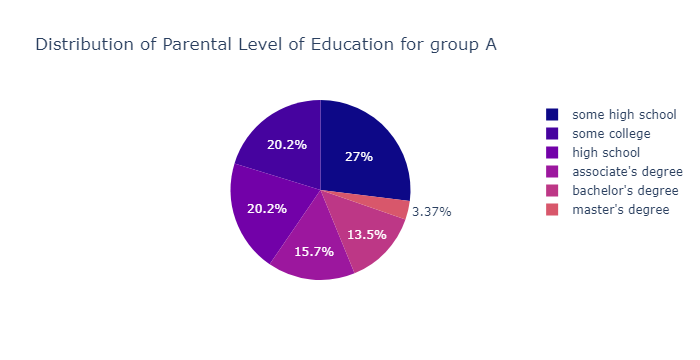 Distribution of Parental Level of Education for group A
some high school
some college
high school
associate's degree
bachelor's degree
master's degree
20.2%
27%
20.2%
3.37%
13.5%
15.7%